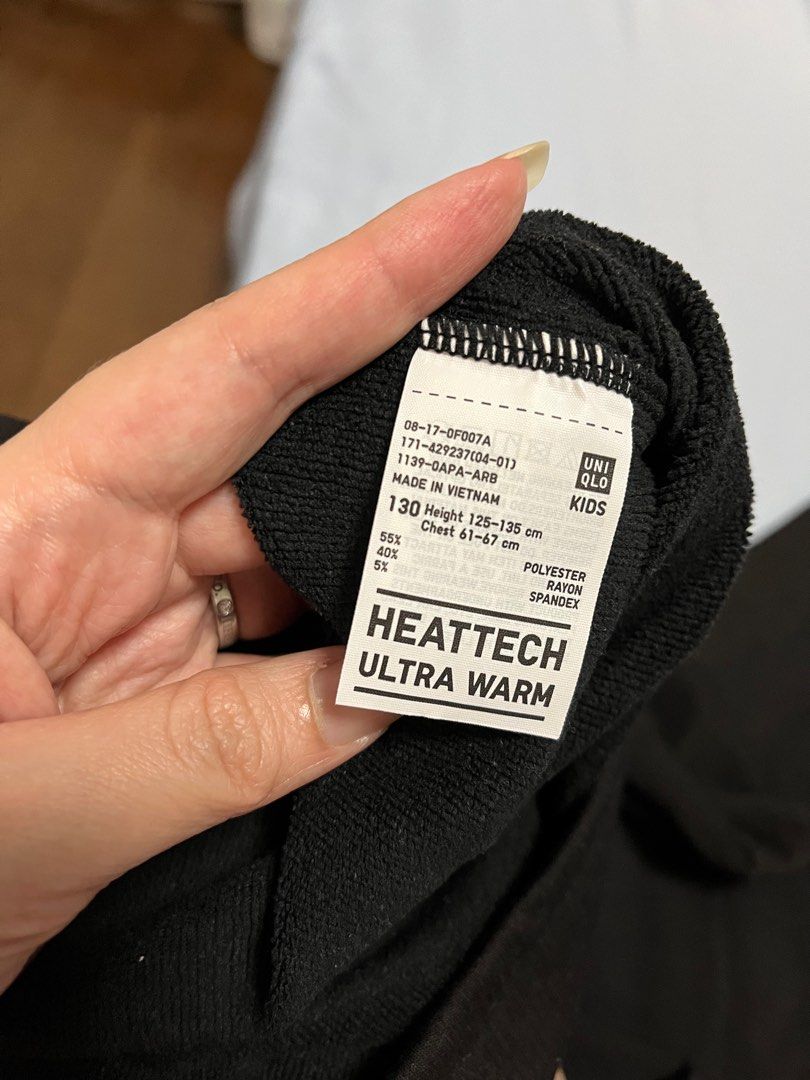 08-17-0F007A
171-429237(04-01)
1139-0APA-ARB
MADE IN VIETNAM
UNI
QLO
KIDS
130 Height 125-135 cm
Chest 61-67 cm
55% POLYESTER
40% RAYON
5% SPANDEX
HEATTECH
ULTRA WARM